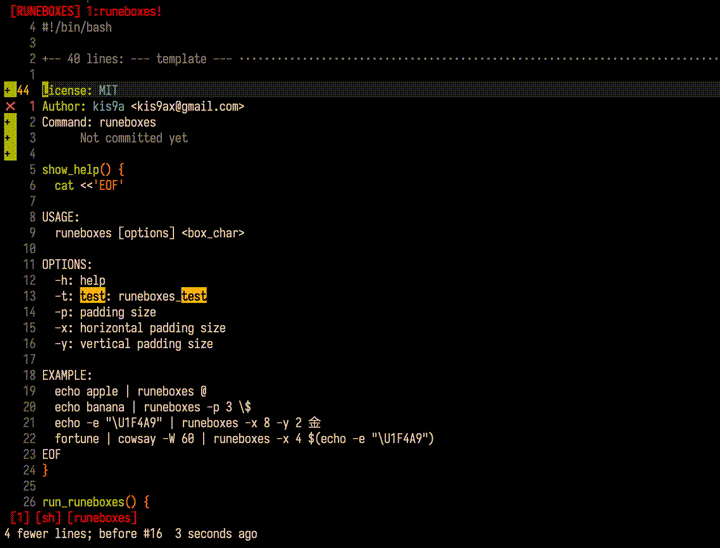 [RUNEBOXES] 1:runeboxes!
4 #!/bin/bash
3
2 +-- 40 lines: --- template --- ································································
1
+ 44 License: MIT
✕ 1 Author: kis9a <kis9ax@gmail.com>
+ 2 Command: runeboxes
+ 3 Not committed yet
+ 4
5 show_help() {
6 cat <<'EOF'
7
8 USAGE:
9 runeboxes [options] <box_char>
10
11 OPTIONS:
12 -h: help
13 -t: test: runeboxes_test
14 -p: padding size
15 -x: horizontal padding size
16 -y: vertical padding size
17
18 EXAMPLE:
19 echo apple | runeboxes @
20 echo banana | runeboxes -p 3 \$
21 echo -e "\U1F4A9" | runeboxes -x 8 -y 2 金
22 fortune | cowsay -W 60 | runeboxes -x 4 $(echo -e "\U1F4A9")
23 EOF
24 }
25
26 run_runeboxes() {
[1] [sh] [runeboxes]
4 fewer lines; before #16 3 seconds ago